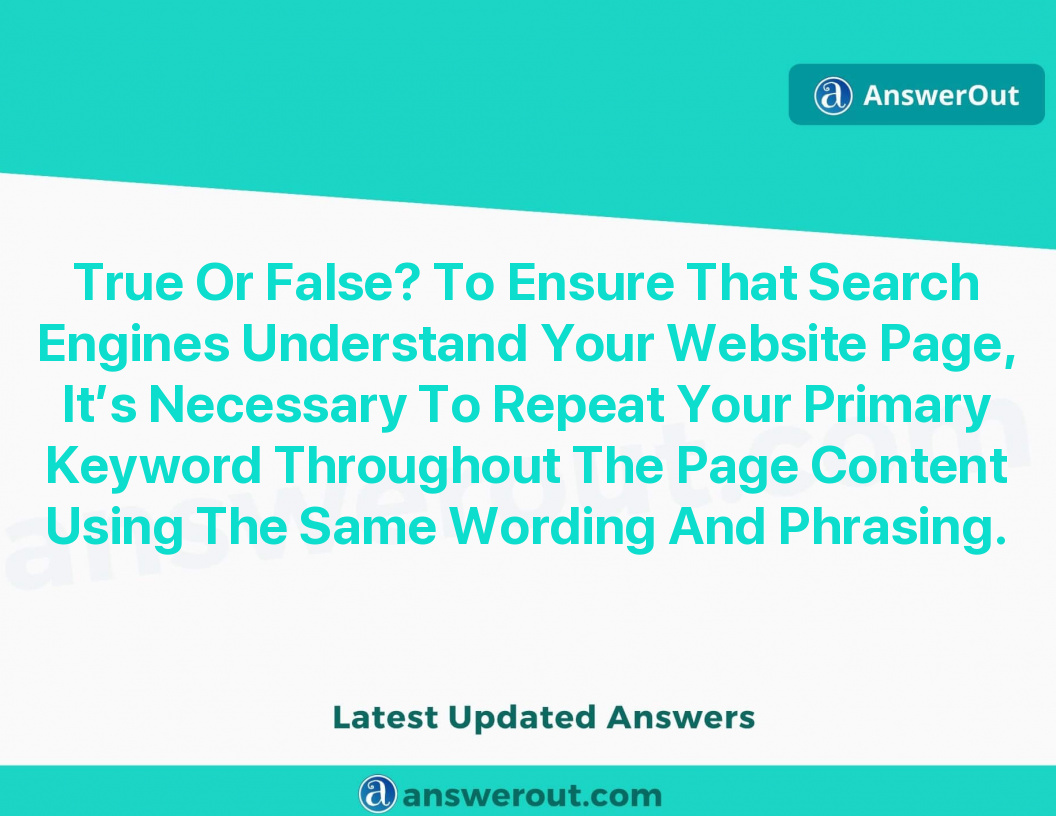 a AnswerOut
True Or False? To Ensure That Search
Engines Understand Your Website Page,
It’s Necessary To Repeat Your Primary
Keyword Throughout The Page Content
Using The Same Wording And Phrasing.
answerout.com
Latest Updated Answers
a answerout.com